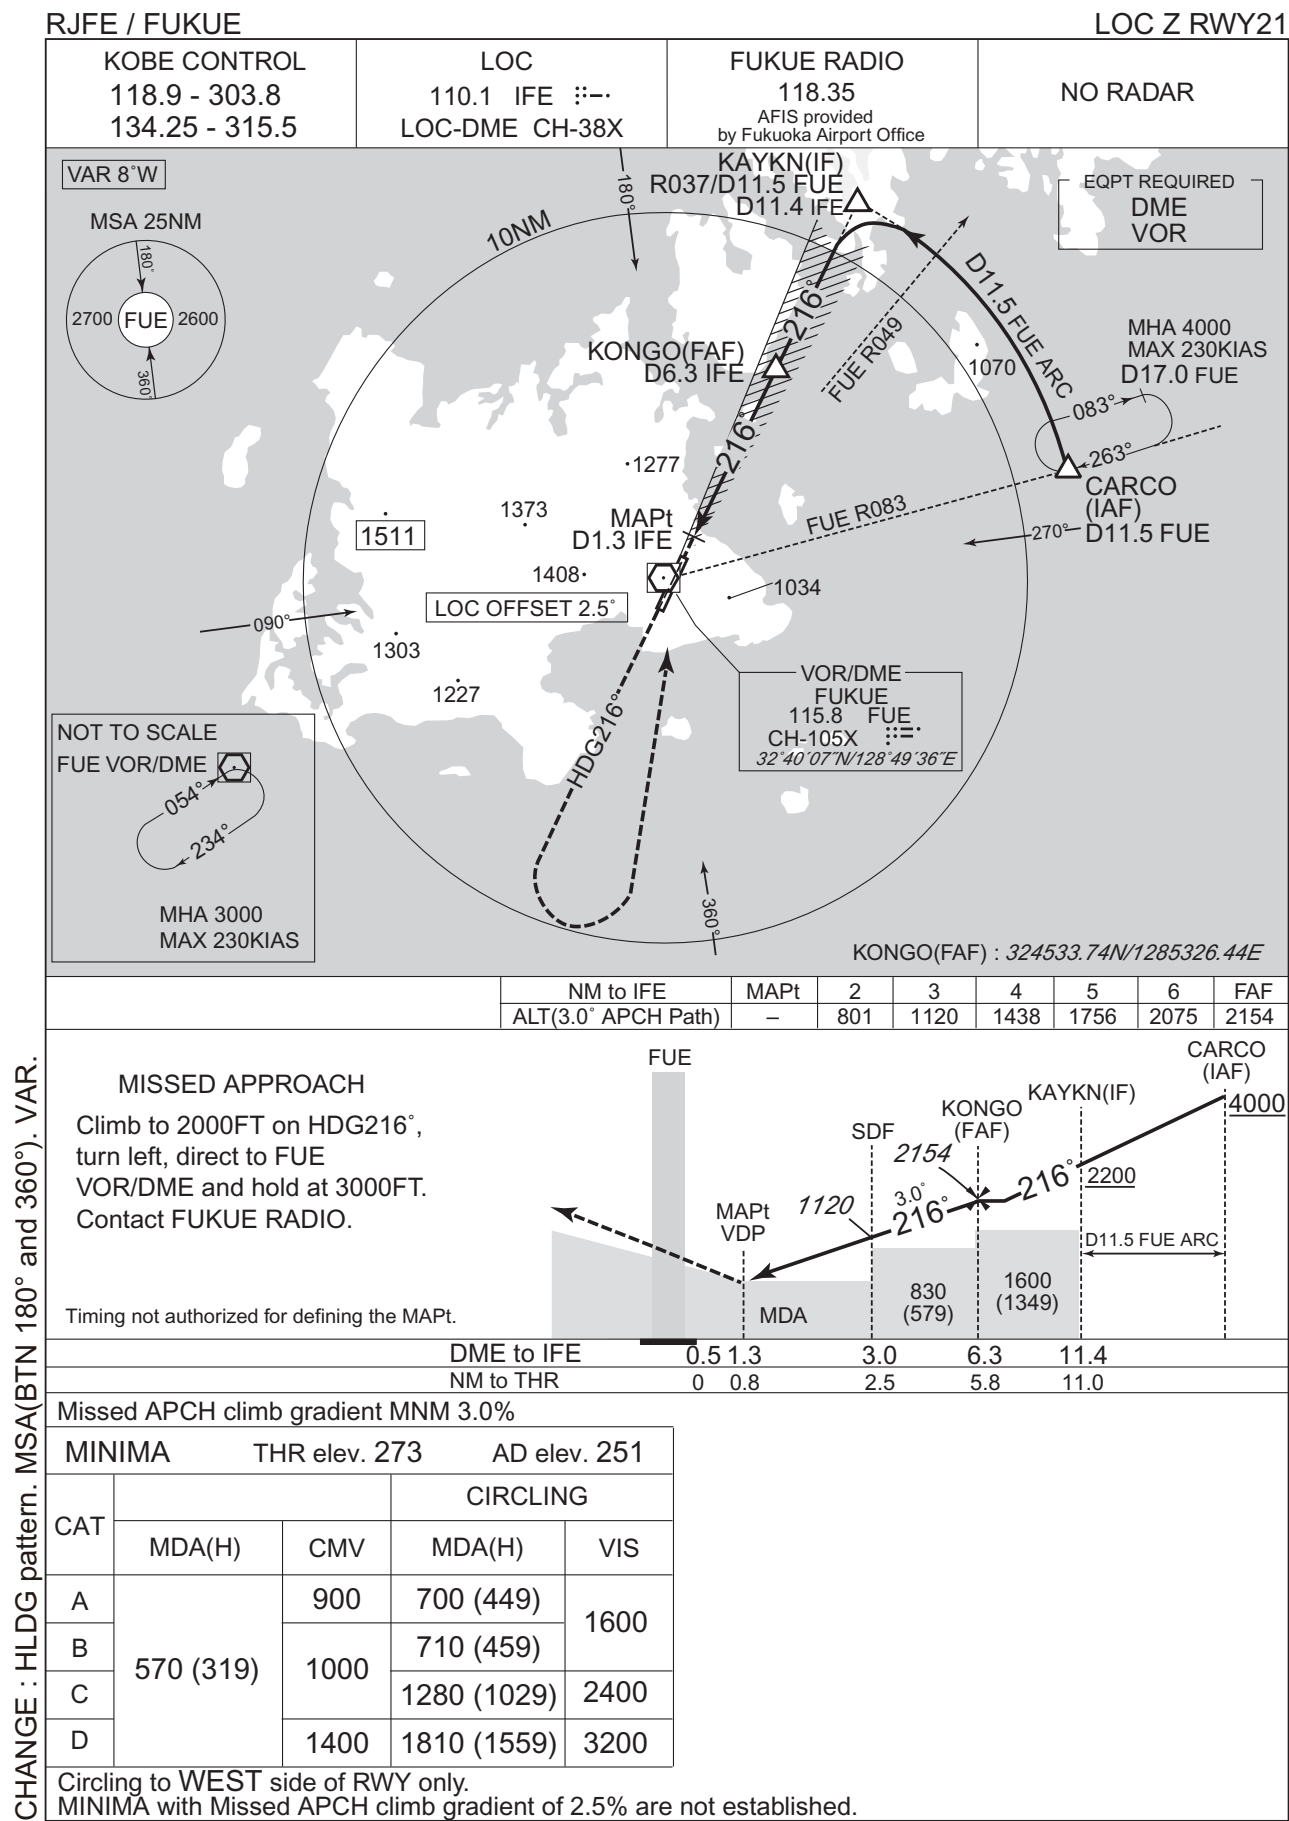 RJFE / FUKUE
LOC Z RWY21
KOBE CONTROL
118.9 - 303.8
134.25 - 315.5
LOC
110.1 IFE
LOC-DME CH-38X
FUKUE RADIO
118.35
AFIS provided
by Fukuoka Airport Office
NO RADAR
VAR 8˚W
MSA 25NM
180˚
2700 FUE 2600
360˚
10NM
180˚
KAYKN(IF)
R037/D11.5 FUE
D11.4 IFE
EQPT REQUIRED
DME
VOR
D11.5 FUE ARC
216˚
FUE R049
KONGO(FAF)
D6.3 IFE
1070
MHA 4000
MAX 230KIAS
D17.0 FUE
083˚
263˚
CARCO
(IAF)
D11.5 FUE
270˚
216˚
1277
1373
1511
MAPt
D1.3 IFE
FUE R083
1408
1034
LOC OFFSET 2.5˚
090˚
1303
1227
VOR/DME
FUKUE
115.8 FUE
CH-105X
32˚40´07˝N/128˚49´36˝E
HDG216˚
NOT TO SCALE
FUE VOR/DME
054˚
234˚
MHA 3000
MAX 230KIAS
360˚
KONGO(FAF) : 324533.74N/1285326.44E
NM to IFE MAPt 2 3 4 5 6 FAF
ALT(3.0˚ APCH Path) – 801 1120 1438 1756 2075 2154
MISSED APPROACH
Climb to 2000FT on HDG216˚,
turn left, direct to FUE
VOR/DME and hold at 3000FT.
Contact FUKUE RADIO.
Timing not authorized for defining the MAPt.
FUE
MAPt
VDP
1120
SDF
2154
3.0˚
216˚
KONGO
(FAF)
216˚
KAYKN(IF)
2200
CARCO
(IAF)
4000
D11.5 FUE ARC
MDA
830
(579)
1600
(1349)
DME to IFE 0.5 1.3 3.0 6.3 11.4
NM to THR 0 0.8 2.5 5.8 11.0
Missed APCH climb gradient MNM 3.0%
MINIMA THR elev. 273 AD elev. 251
CAT
CIRCLING
MDA(H) CMV MDA(H) VIS
A 570 (319) 900 700 (449) 1600
B 1000 710 (459)
C 1280 (1029) 2400
D 1400 1810 (1559) 3200
Circling to WEST side of RWY only.
MINIMA with Missed APCH climb gradient of 2.5% are not established.
CHANGE : HLDG pattern. MSA(BTN 180° and 360°). VAR.